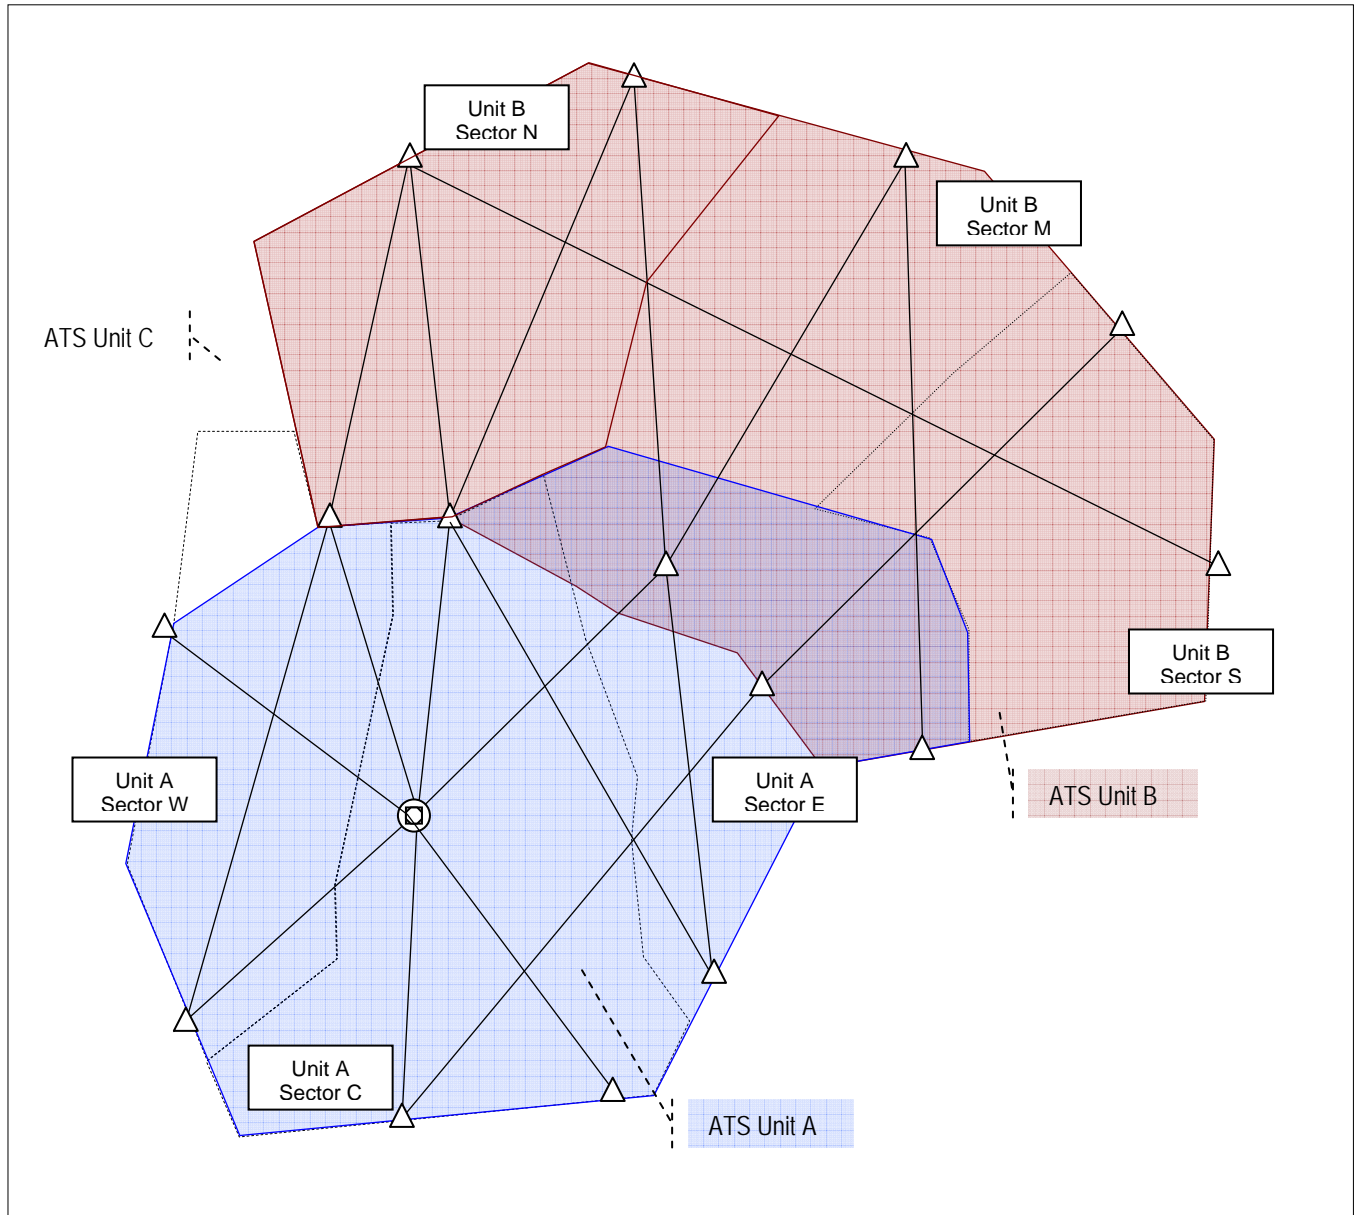 Unit B
Sector N
Unit B
Sector M
ATS Unit C
Unit B
Sector S
Unit A
Sector W
Unit A
Sector E
ATS Unit B
Unit A
Sector C
ATS Unit A